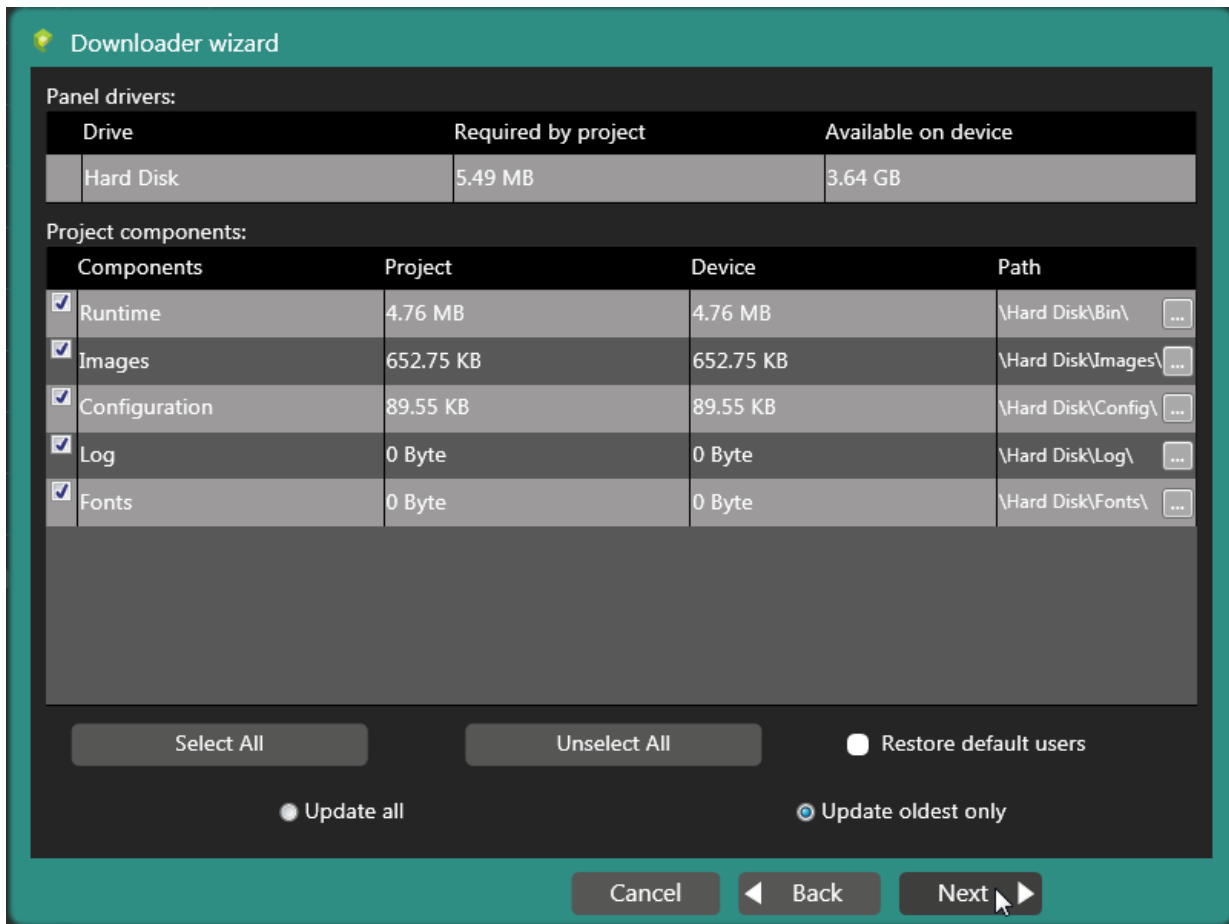 Downloader wizard
Panel drivers:
Drive Required by project Available on device
Hard Disk 5.49 MB 3.64 GB
Project components:
Components Project Device Path
Runtime 4.76 MB 4.76 MB \Hard Disk\Bin\ ...
Images 652.75 KB 652.75 KB \Hard Disk\Images\ ...
Configuration 89.55 KB 89.55 KB \Hard Disk\Config\ ...
Log 0 Byte 0 Byte \Hard Disk\Log\ ...
Fonts 0 Byte 0 Byte \Hard Disk\Fonts\ ...
Select All Unselect All Restore default users
Update all Update oldest only
Cancel Back Next